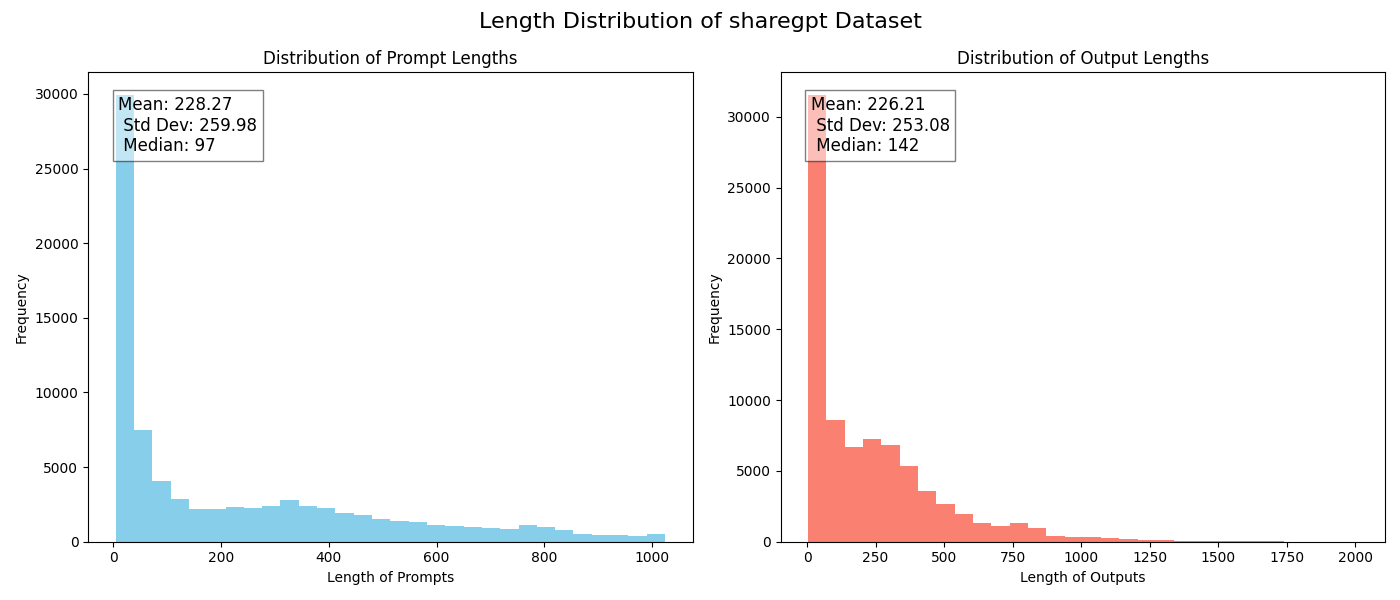 Length Distribution of sharegpt Dataset
Distribution of Prompt Lengths
Mean: 228.27
Std Dev: 259.98
Median: 97
30000
25000
20000
15000
10000
5000
0
Frequency
0 200 400 600 800 1000
Length of Prompts
Distribution of Output Lengths
Mean: 226.21
Std Dev: 253.08
Median: 142
30000
25000
20000
15000
10000
5000
0
Frequency
0 250 500 750 1000 1250 1500 1750 2000
Length of Outputs